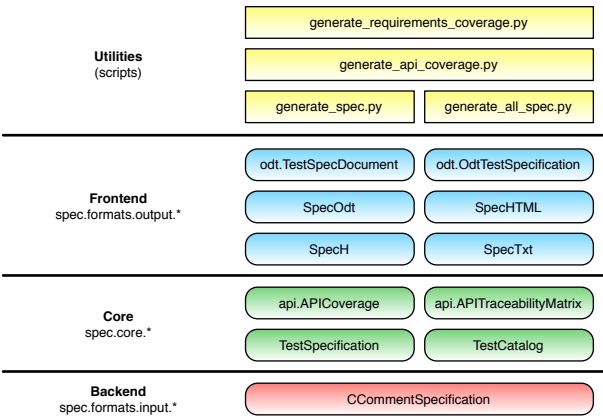 generate_requirements_coverage.py
Utilities
(scripts)
generate_api_coverage.py
generate_spec.py
generate_all_spec.py
odt.TestSpecDocument
odt.OdtTestSpecification
Frontend
spec.formats.output.*
SpecOdt
SpecHTML
SpecH
SpecTxt
Core
spec.core.*
api.APICoverage
api.APITraceabilityMatrix
TestSpecification
TestCatalog
Backend
spec.formats.input.*
CCommentSpecification